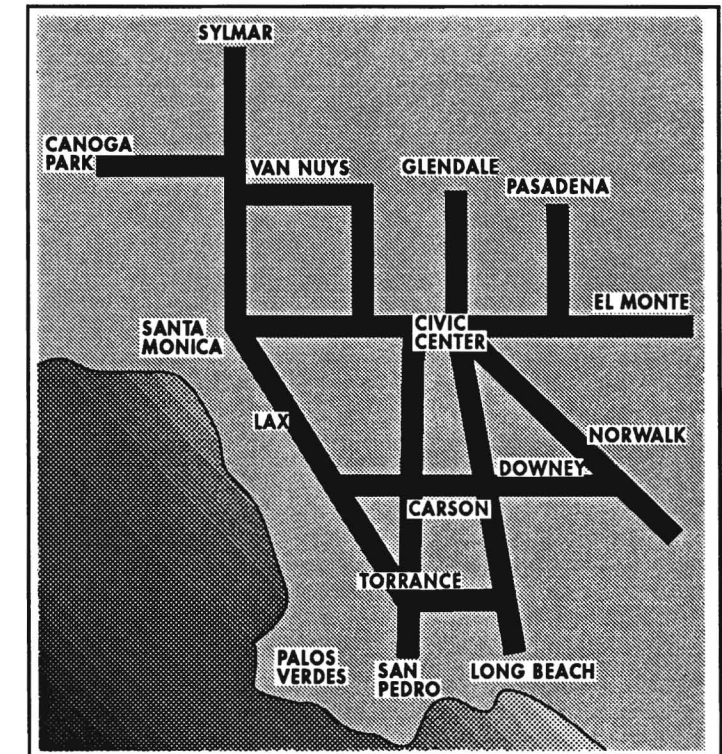 SYLMAR
CANOGA
PARK
VAN NUYS
GLENDALE
PASADENA
EL MONTE
SANTA
MONICA
CIVIC
CENTER
LAX
NORWALK
DOWNEY
CARSON
TORRANCE
PALOS
VERDES
SAN
PEDRO
LONG BEACH